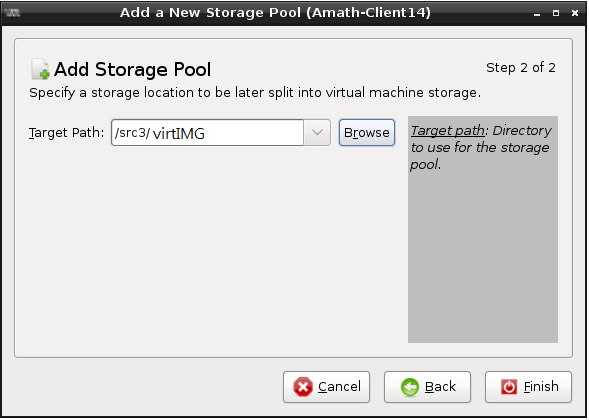 Add a New Storage Pool (Amath-Client14)
Add Storage Pool
Step 2 of 2
Specify a storage location to be later split into virtual machine storage.
Target Path: /src3/virtIMG Browse
Target path: Directory
to use for the storage
pool.
Cancel Back Finish